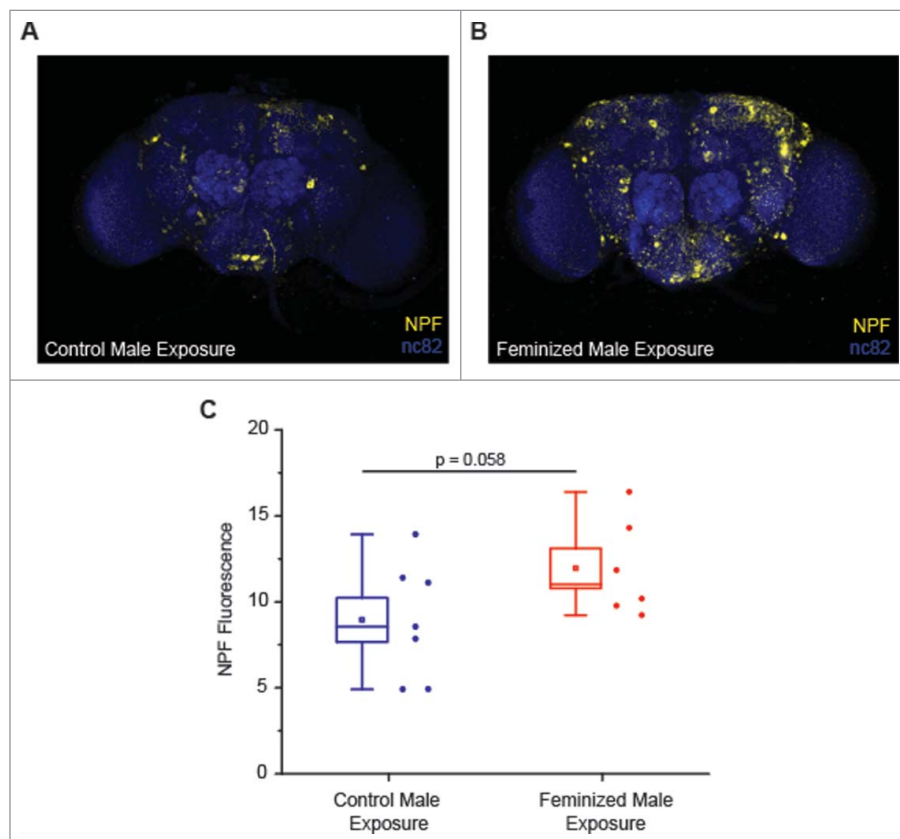 A
B
NPF
Control Male Exposure
nc82
NPF
Feminized Male Exposure
nc82
C
20
p = 0.058
15
10
5
0
NPF Fluorescence
Control Male
Exposure
Feminized Male
Exposure